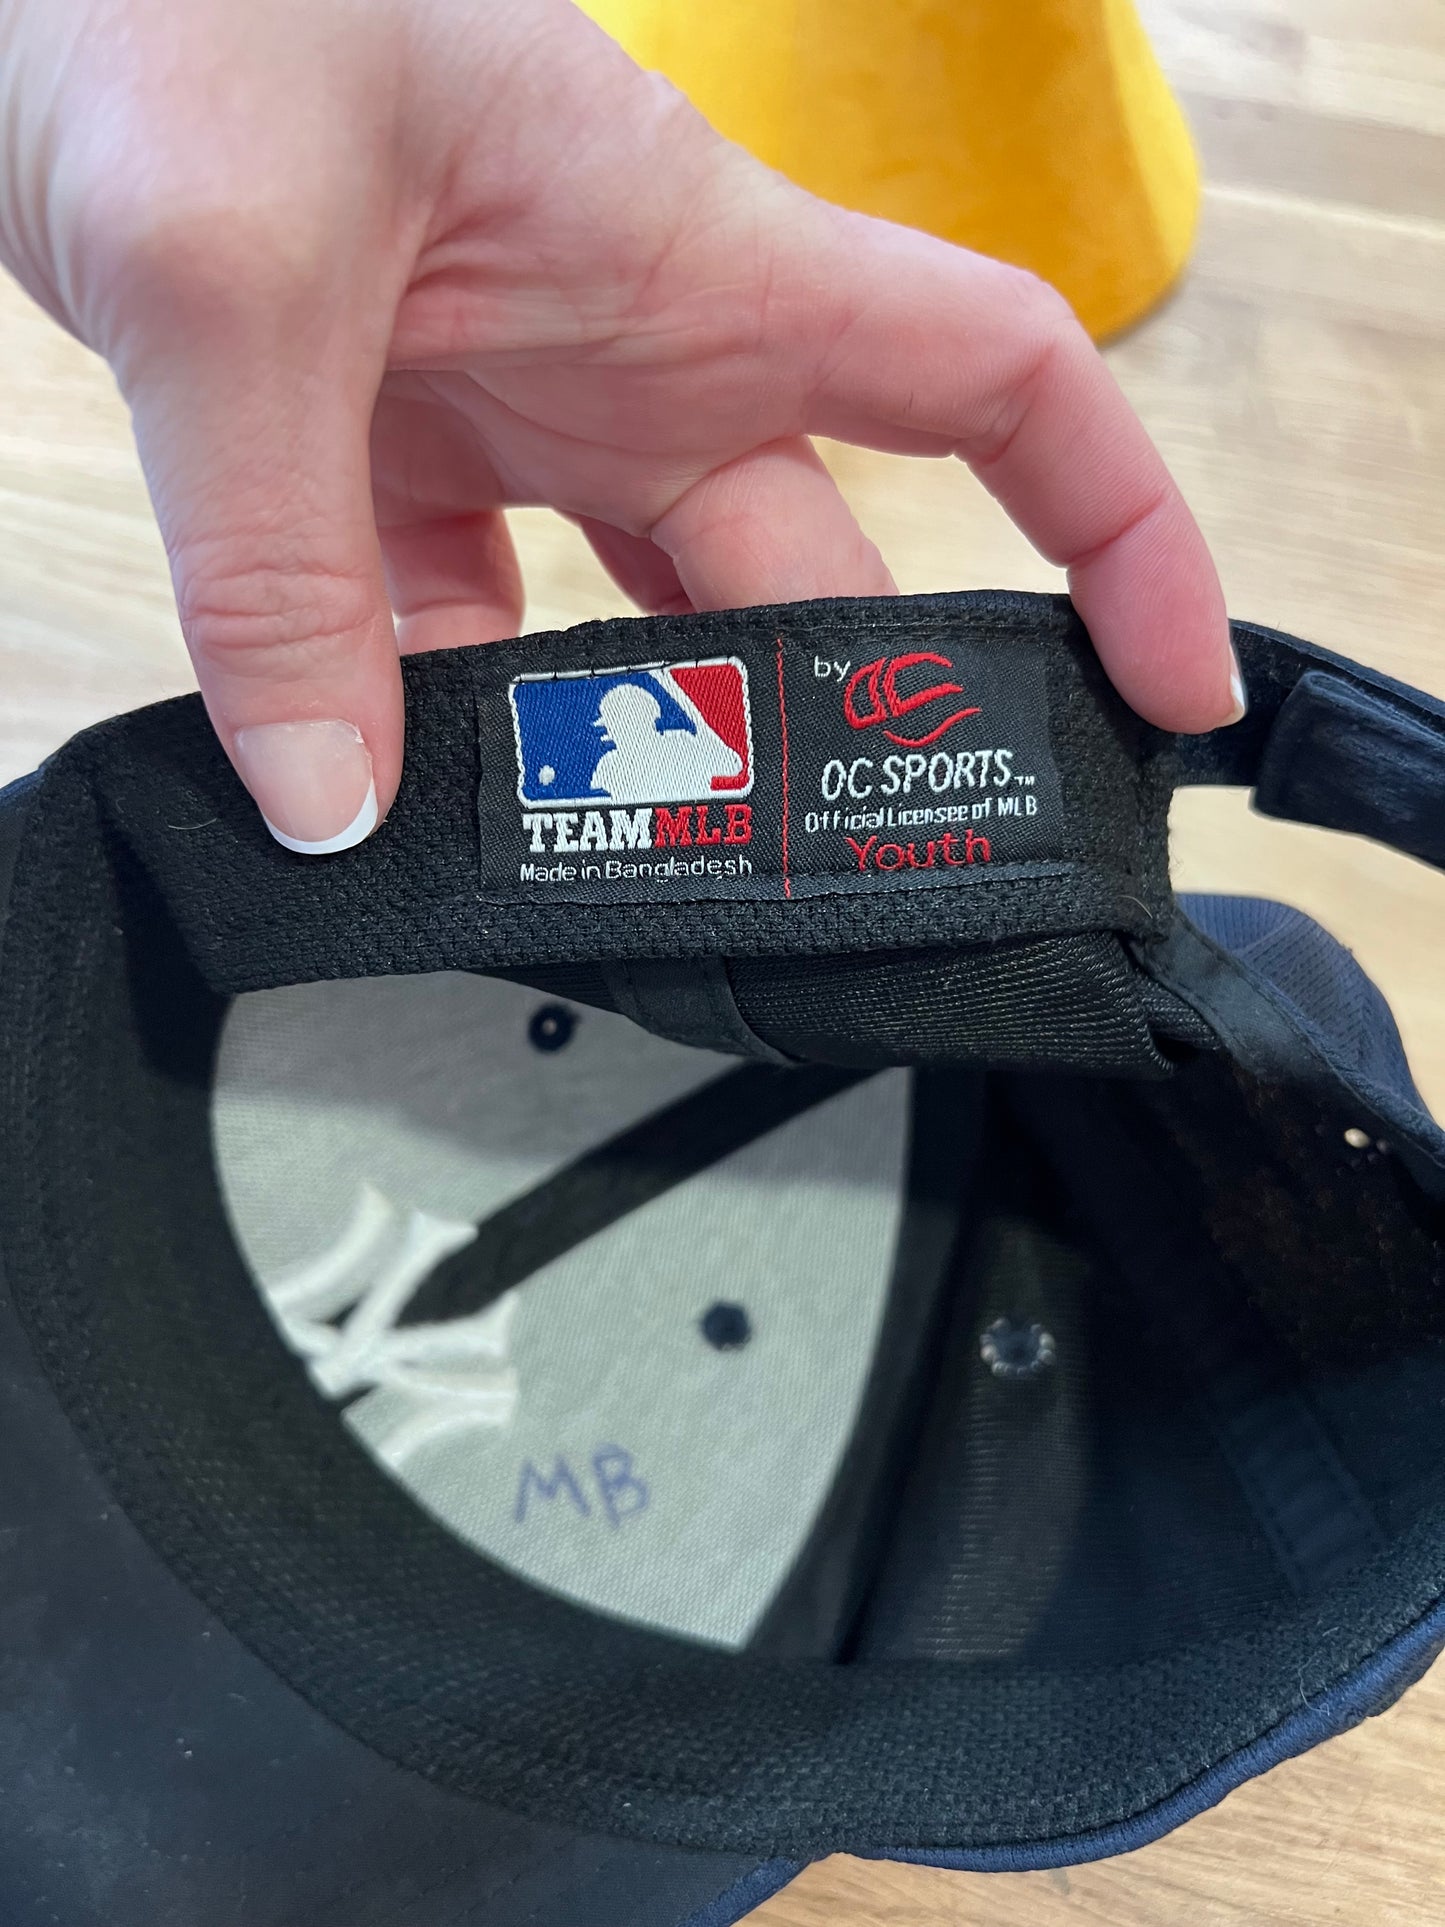 TEAMMLB
Made in Bangladesh
by
OC SPORTS™
Official Licensee of MLB
Youth
MB